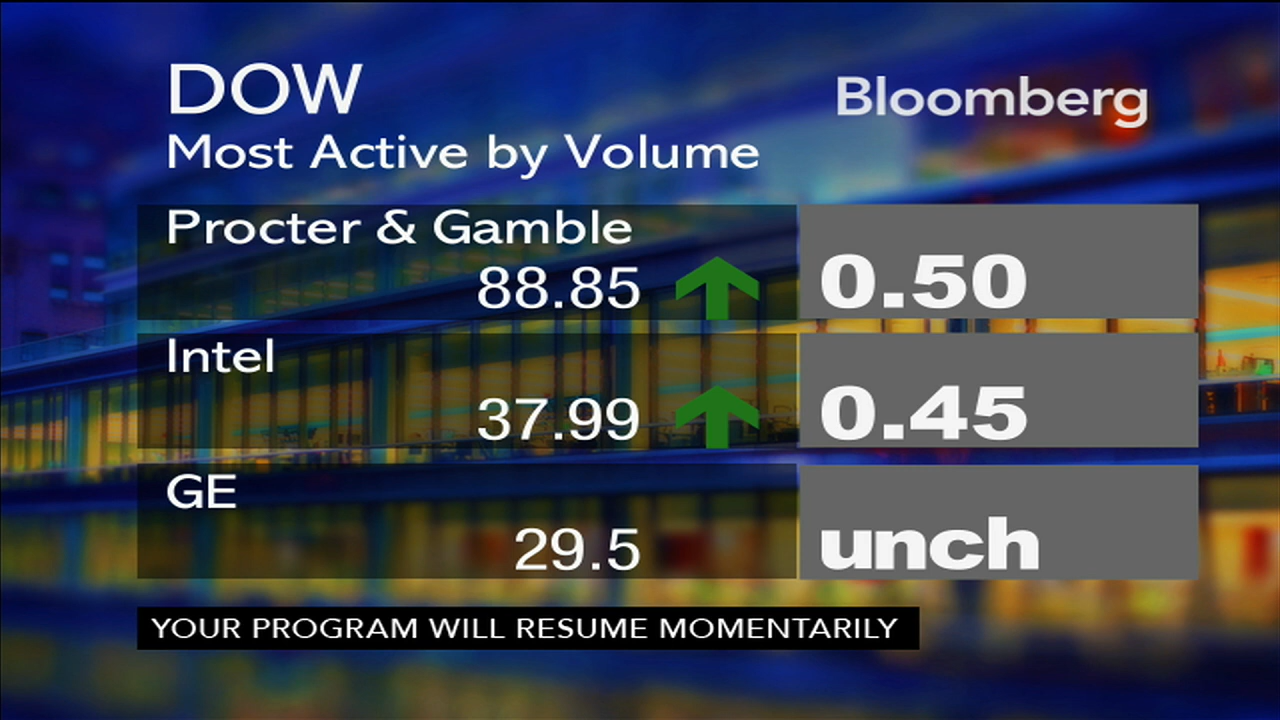 DOW
Bloomberg
Most Active by Volume
Procter & Gamble
88.85 0.50
Intel
37.99 0.45
GE
29.5 unch
YOUR PROGRAM WILL RESUME MOMENTARILY